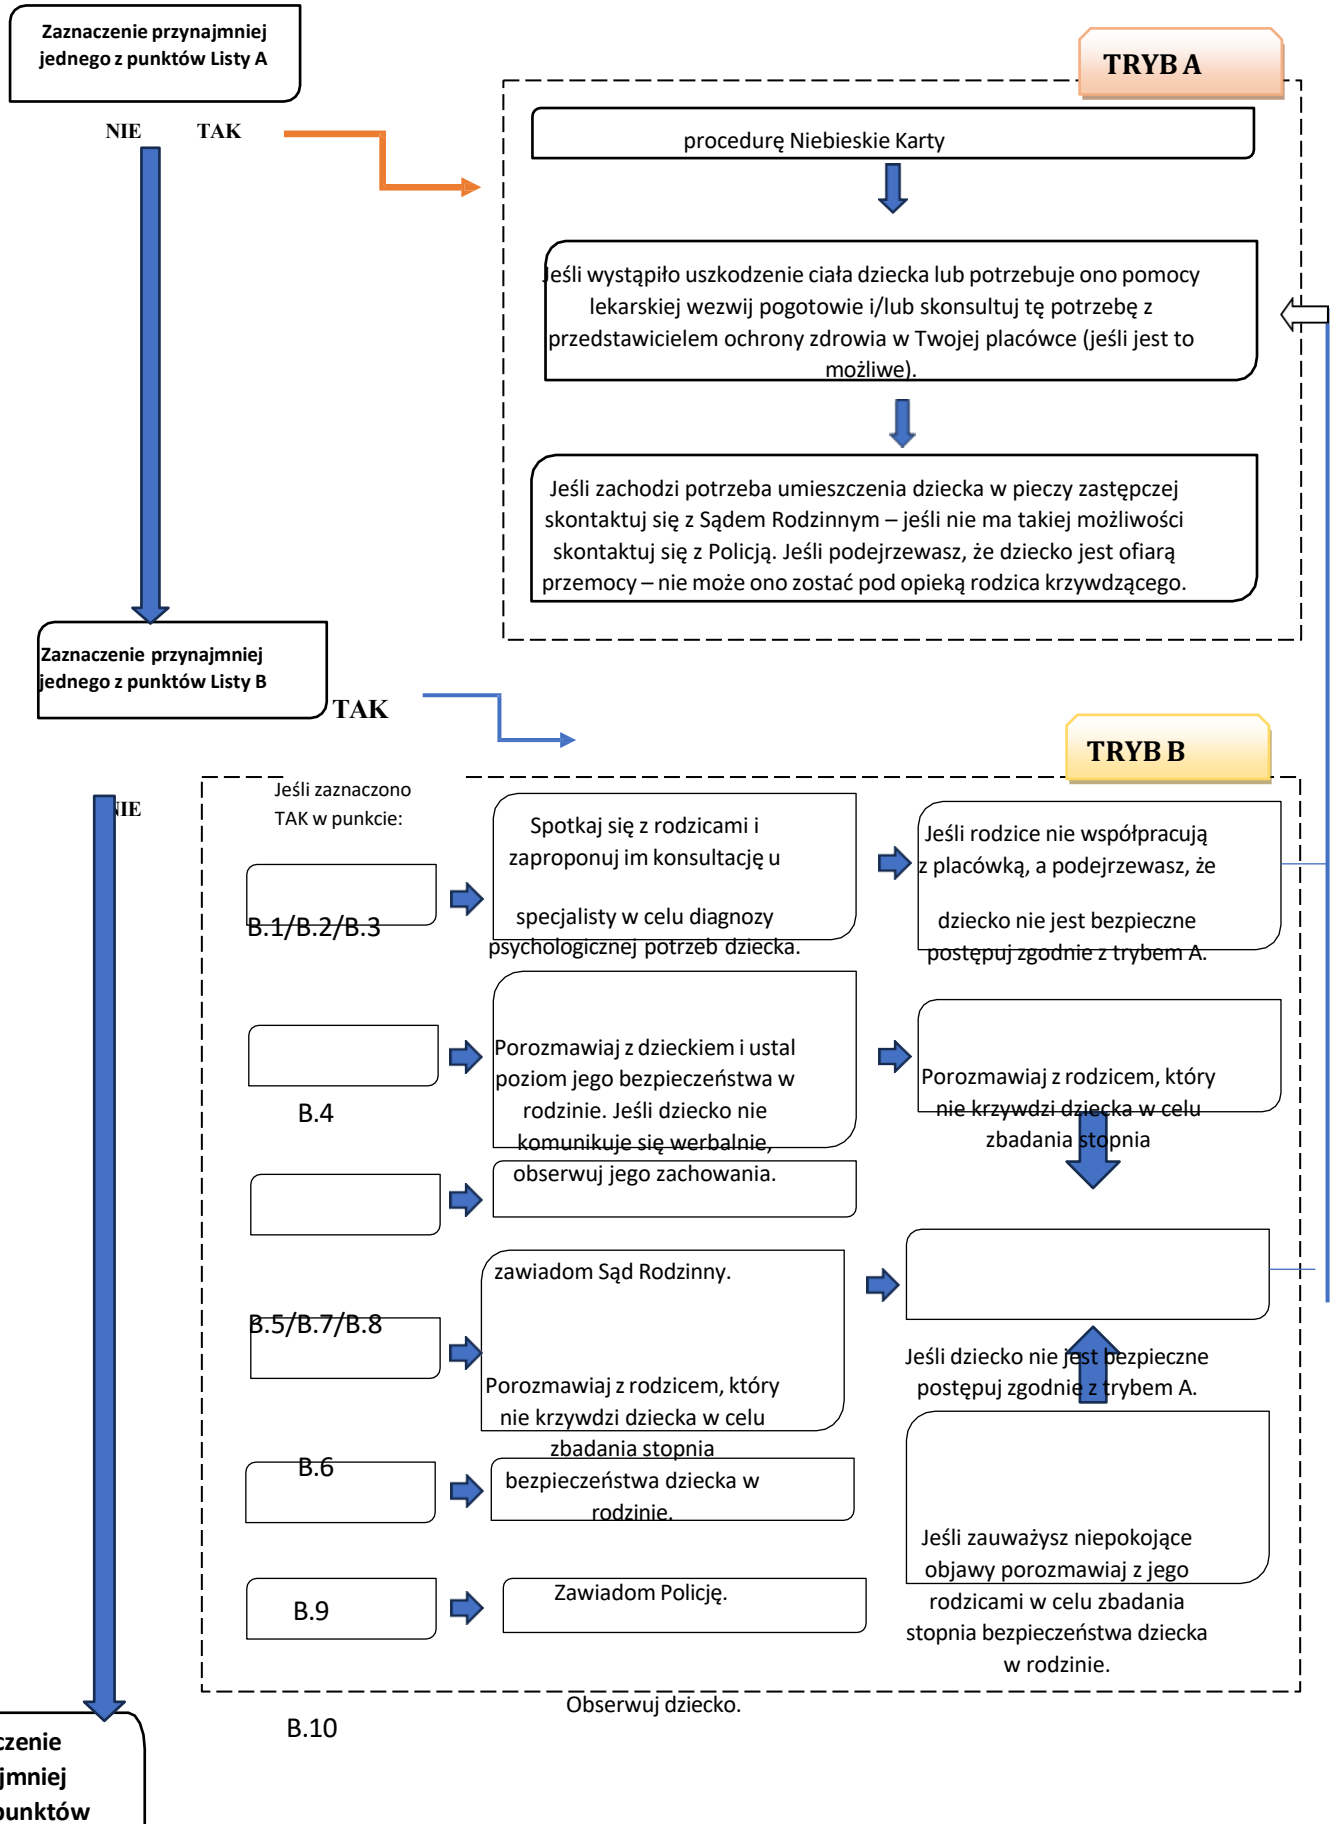 Zaznaczenie przynajmniej
jednego z punktów Listy A
TRYB A
NIE TAK
procedurę Niebieskie Karty
Jeśli wystąpiło uszkodzenie ciała dziecka lub potrzebuje ono pomocy
lekarskiej wezwij pogotowie i/lub skonsultuj tę potrzebę z
przedstawicielem ochrony zdrowia w Twojej placówce (jeśli jest to
możliwe).
Jeśli zachodzi potrzeba umieszczenia dziecka w pieczy zastępczej
skontaktuj się z Sądem Rodzinnym – jeśli nie ma takiej możliwości
skontaktuj się z Policją. Jeśli podejrzewasz, że dziecko jest ofiarą
przemocy – nie może ono zostać pod opieką rodzica krzywdzącego.
Zaznaczenie przynajmniej
jednego z punktów Listy B
TAK
TRYB B
NIE
Jeśli zaznaczono
TAK w punkcie:
B.1/B.2/B.3
Spotkaj się z rodzicami i
zaproponuj im konsultację u
specjalisty w celu diagnozy
psychologicznej potrzeb dziecka.
Jeśli rodzice nie współpracują
z placówką, a podejrzewasz, że
dziecko nie jest bezpieczne
postępuj zgodnie z trybem A.
B.4
Porozmawiaj z dzieckiem i ustal
poziom jego bezpieczeństwa w
rodzinie. Jeśli dziecko nie
komunikuje się werbalnie,
obserwuj jego zachowania.
Porozmawiaj z rodzicem, który
nie krzywdzi dziecka w celu
zbadania stopnia
B.5/B.7/B.8
zawiadom Sąd Rodzinny.
Jeśli dziecko nie jest bezpieczne
postępuj zgodnie z trybem A.
B.6
Porozmawiaj z rodzicem, który
nie krzywdzi dziecka w celu
zbadania stopnia
bezpieczeństwa dziecka w
rodzinie.
Jeśli zauważysz niepokojące
objawy porozmawiaj z jego
rodzicami w celu zbadania
stopnia bezpieczeństwa dziecka
w rodzinie.
B.9
Zawiadom Policję.
B.10
Obserwuj dziecko.
czenie
jmniej
punktów